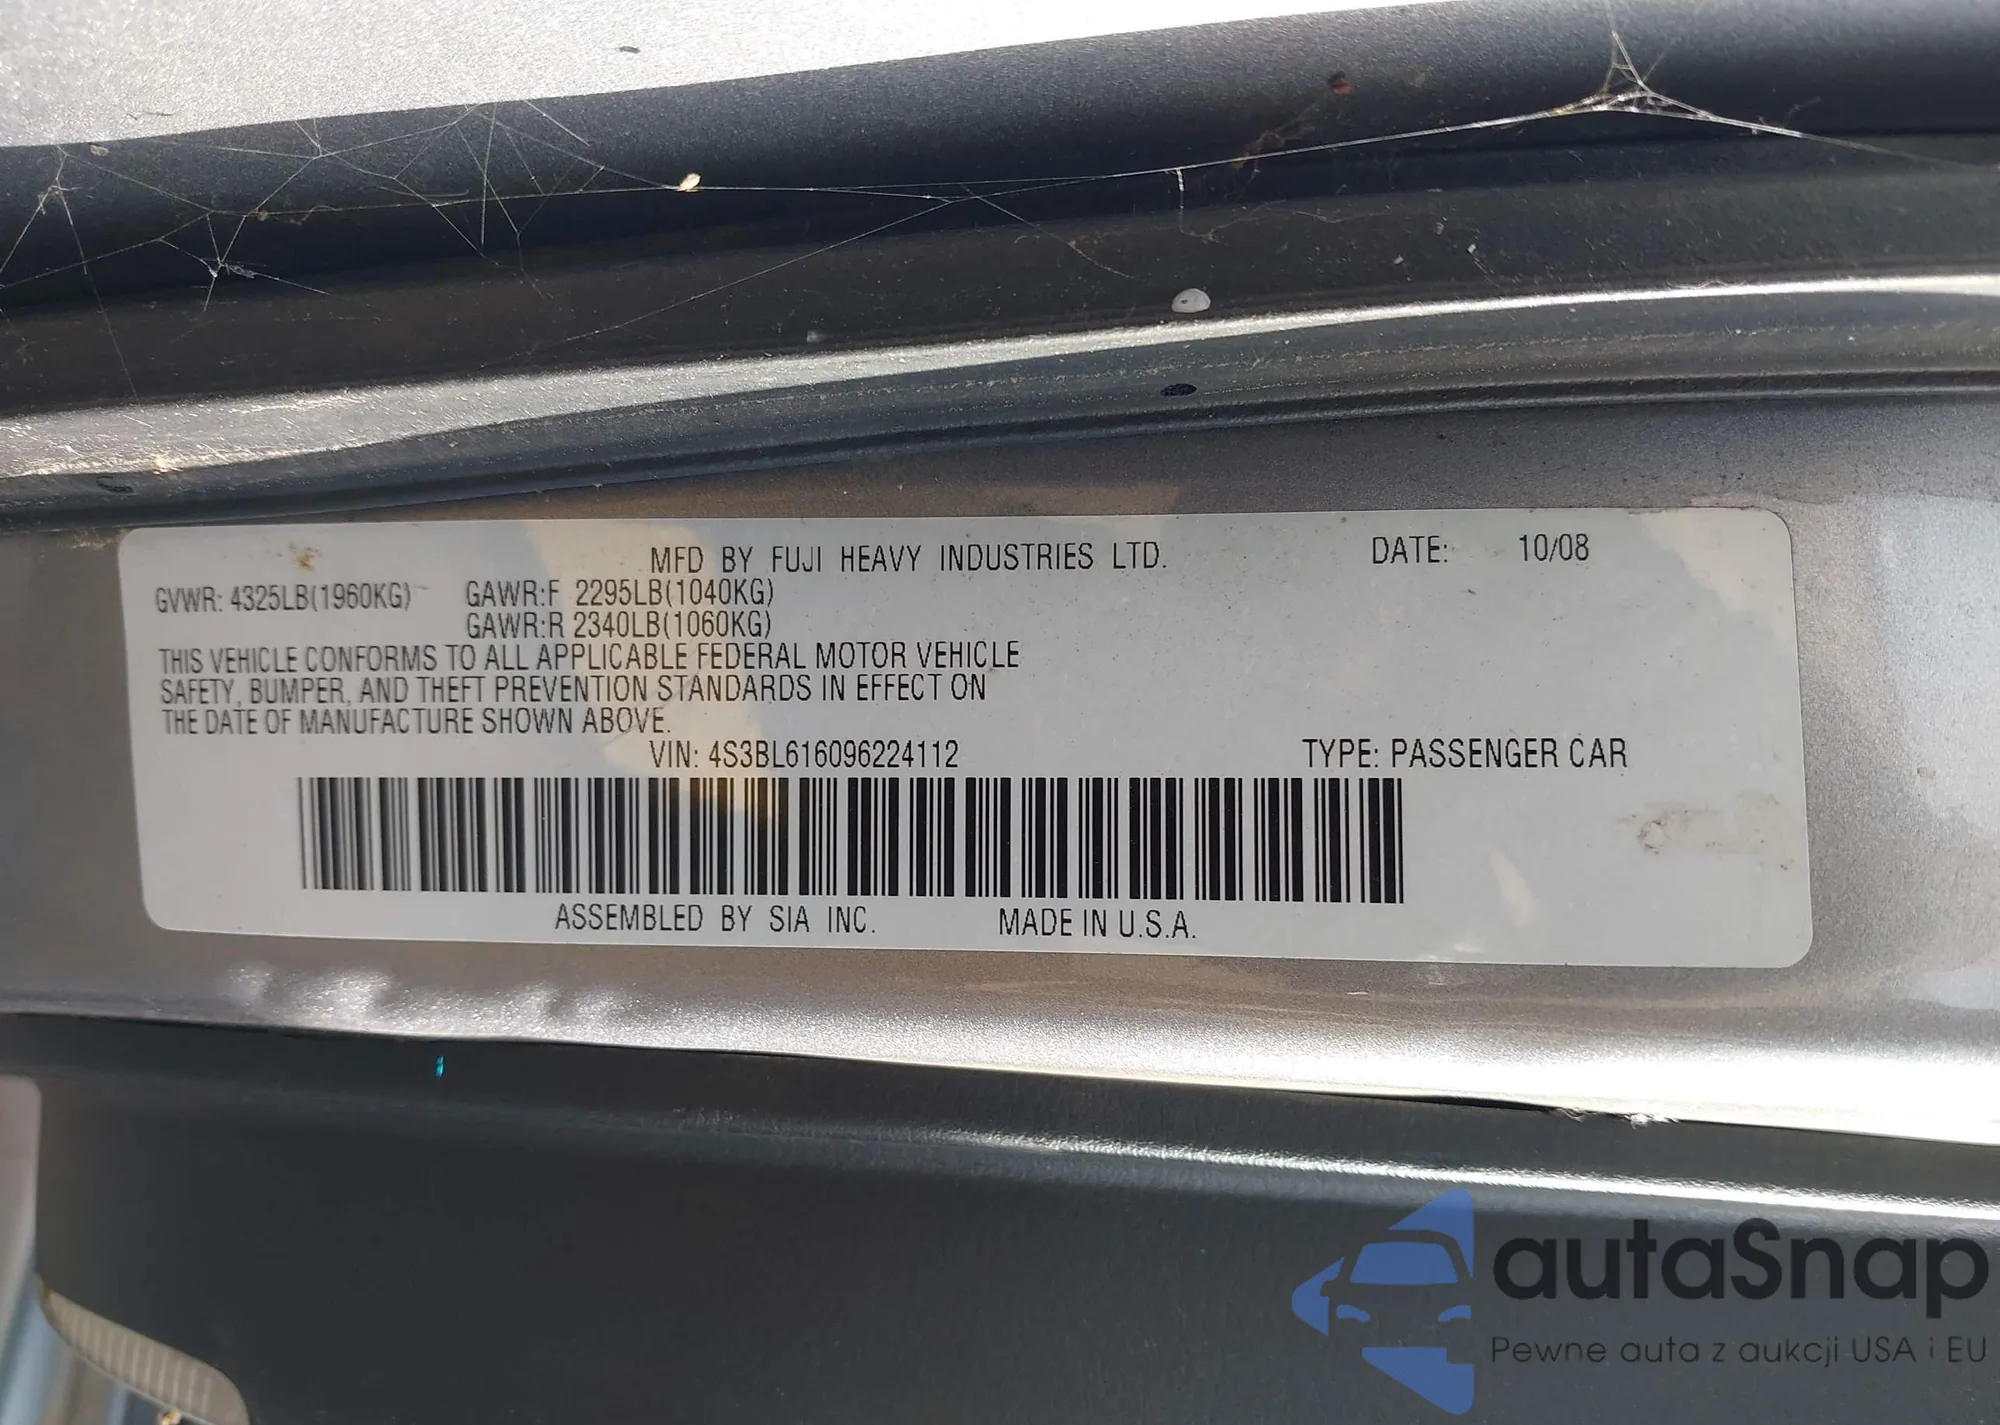 MFD BY FUJI HEAVY INDUSTRIES LTD. DATE: 10/08
GVWR: 4325LB(1960KG) GAWR:F 2295LB(1040KG)
GAWR:R 2340LB(1060KG)
THIS VEHICLE CONFORMS TO ALL APPLICABLE FEDERAL MOTOR VEHICLE
SAFETY, BUMPER, AND THEFT PREVENTION STANDARDS IN EFFECT ON
THE DATE OF MANUFACTURE SHOWN ABOVE.
VIN: 4S3BL616096224112 TYPE: PASSENGER CAR
ASSEMBLED BY SIA INC. MADE IN U.S.A.
autaSnap
Pewne auta z aukcji USA i EU